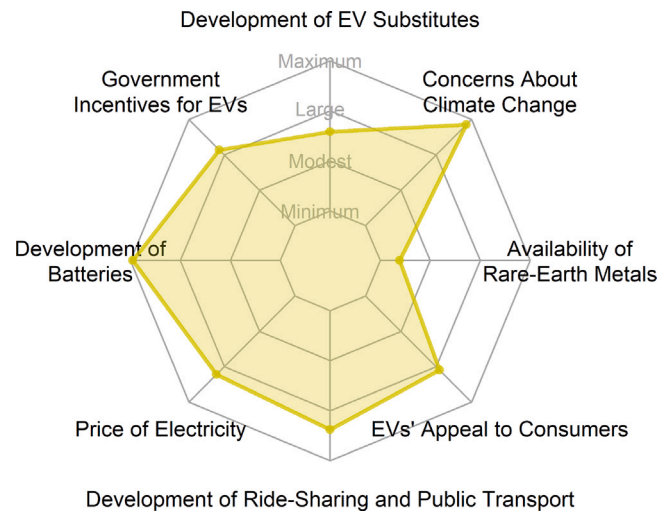 Development of EV Substitutes
Maximum
Government
Incentives for EVs
Concerns About
Climate Change
Large
Modest
Minimum
Development of
Batteries
Availability of
Rare-Earth Metals
Price of Electricity
EVs' Appeal to Consumers
Development of Ride-Sharing and Public Transport